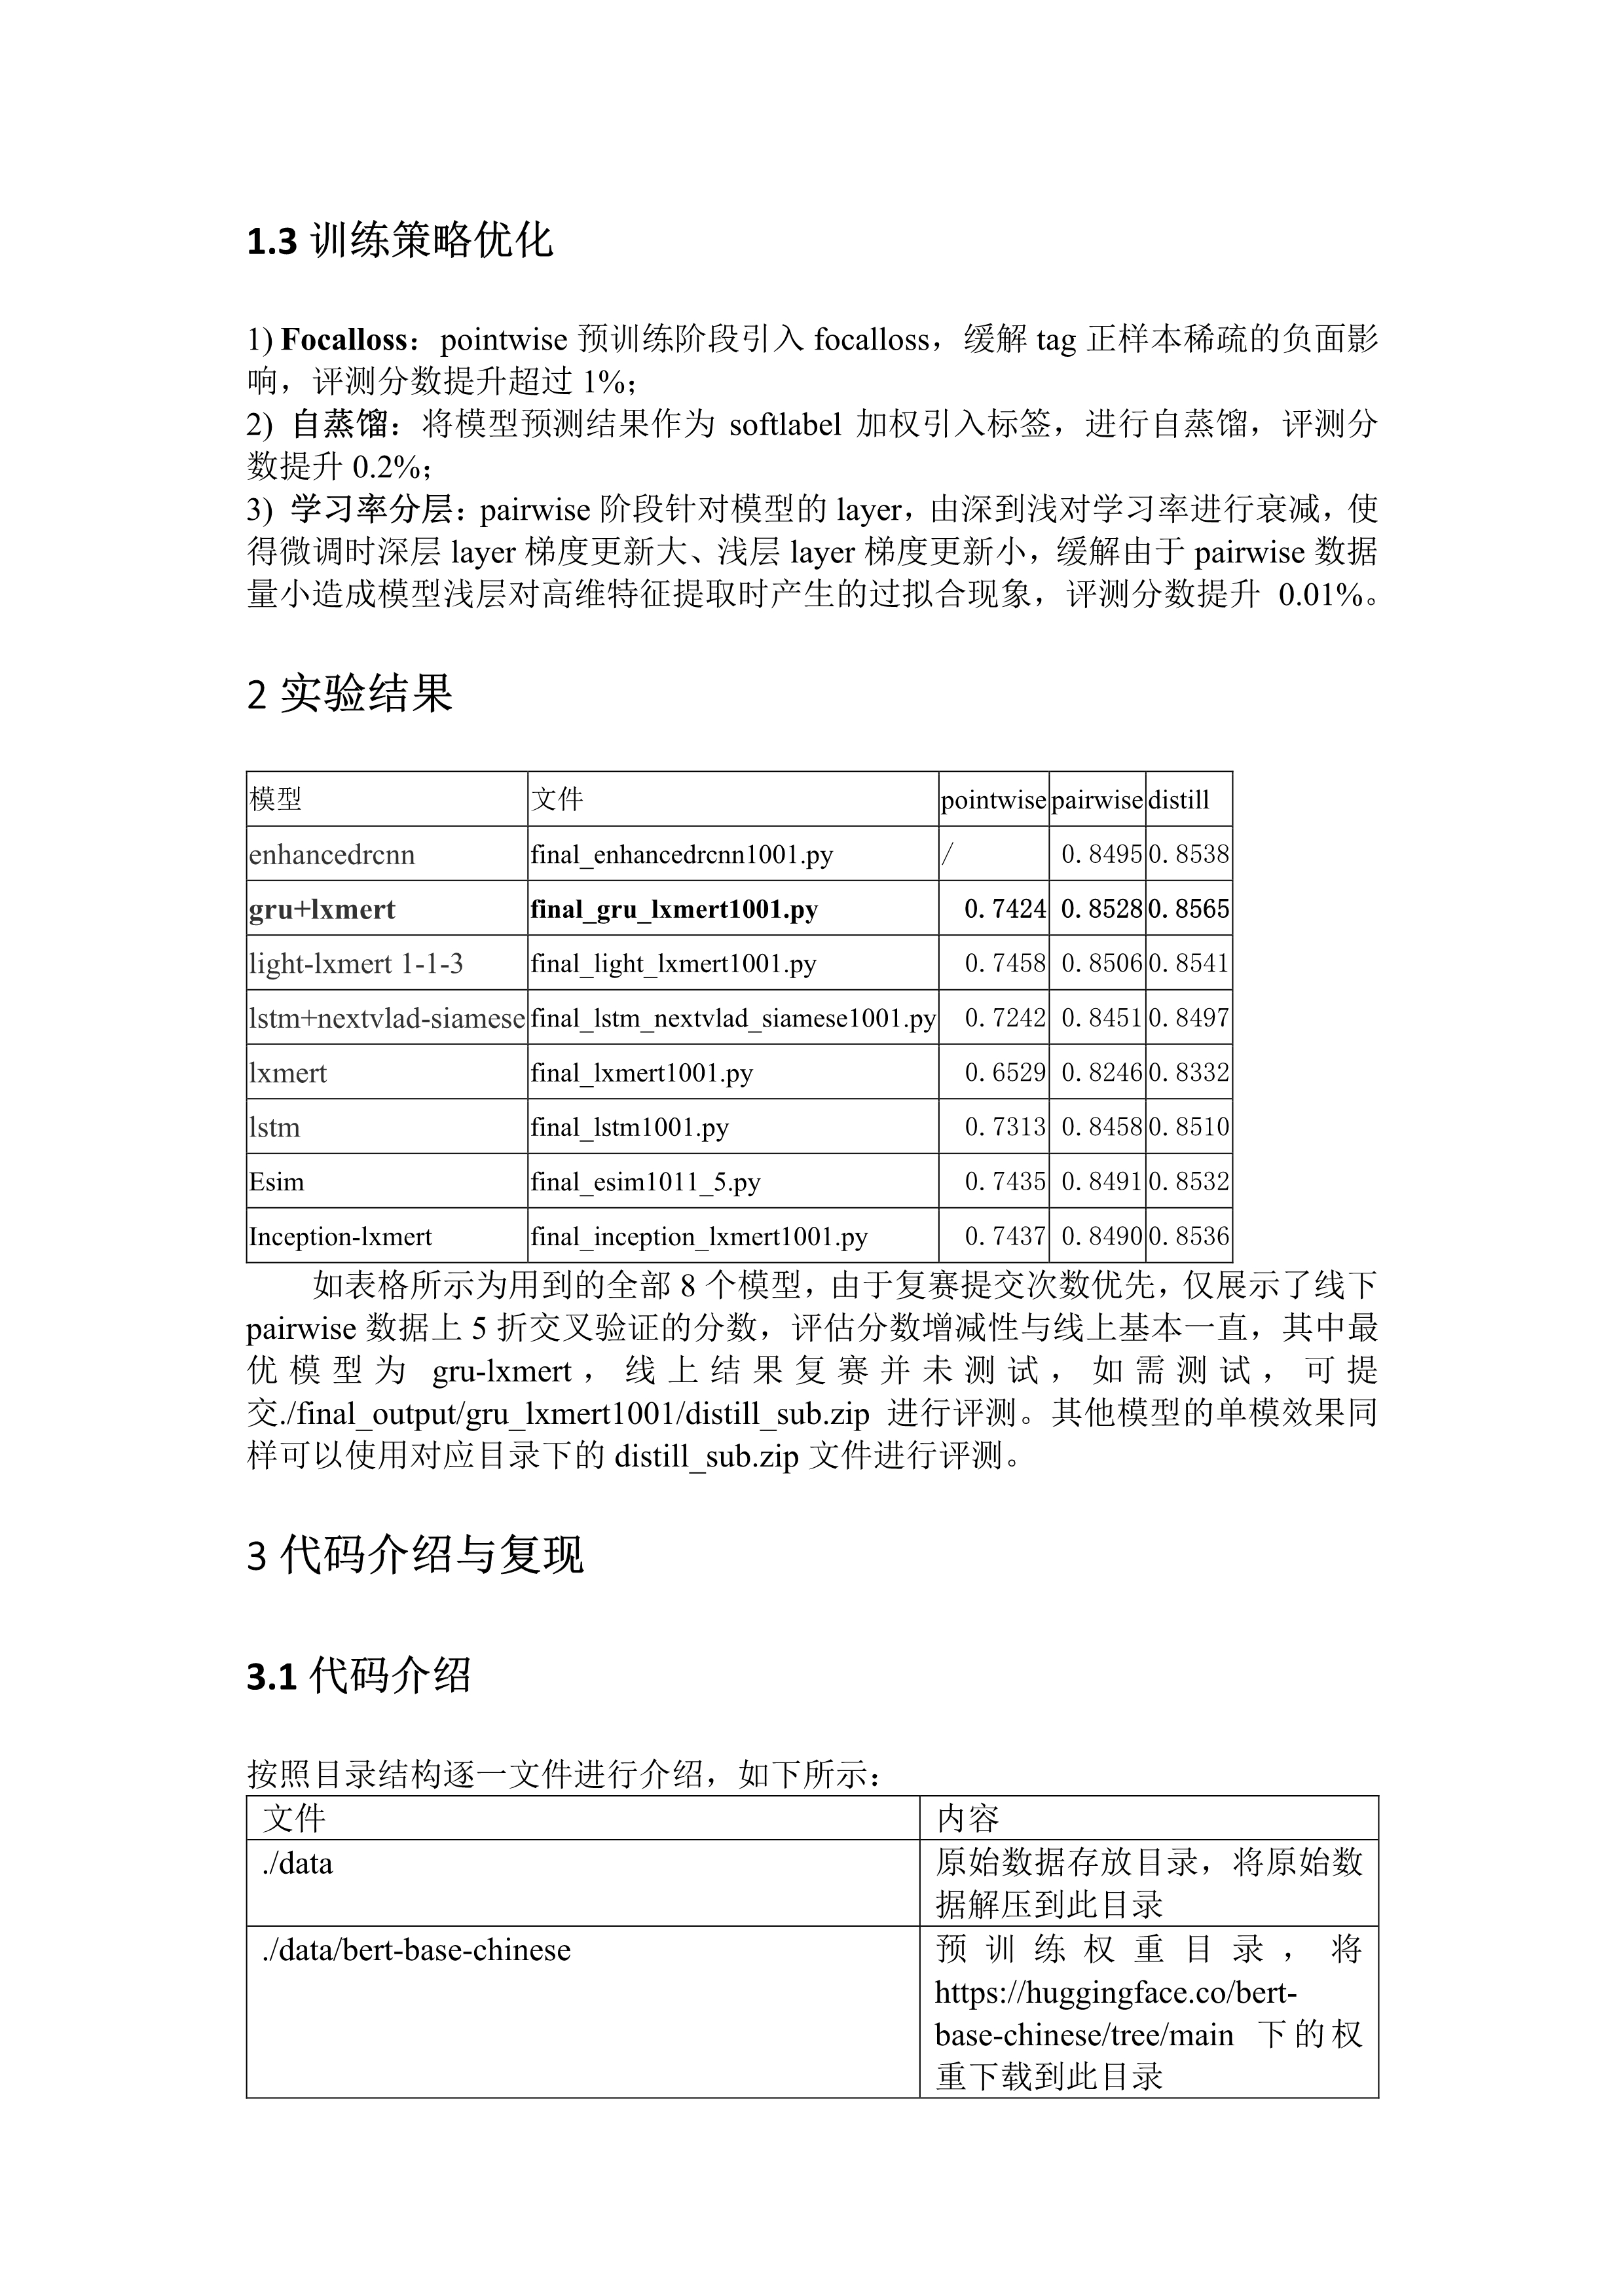 1.3 训练策略优化
1) Focalloss：pointwise 预训练阶段引入 focalloss，缓解 tag 正样本稀疏的负面影
响，评测分数提升超过 1%；
2) 自蒸馏：将模型预测结果作为 softlabel 加权引入标签，进行自蒸馏，评测分
数提升 0.2%；
3) 学习率分层：pairwise 阶段针对模型的 layer，由深到浅对学习率进行衰减，使
得微调时深层 layer 梯度更新大、浅层 layer 梯度更新小，缓解由于 pairwise 数据
量小造成模型浅层对高维特征提取时产生的过拟合现象，评测分数提升 0.01%。
2 实验结果
模型 文件 pointwise pairwise distill
enhancedrcnn final_enhancedrcnn1001.py / 0.8495 0.8538
gru+lxmert final_gru_lxmert1001.py 0.7424 0.8528 0.8565
light-lxmert 1-1-3 final_light_lxmert1001.py 0.7458 0.8506 0.8541
lstm+nextvlad-siamese final_lstm_nextvlad_siamese1001.py 0.7242 0.8451 0.8497
lxmert final_lxmert1001.py 0.6529 0.8246 0.8332
lstm final_lstm1001.py 0.7313 0.8458 0.8510
Esim final_esim1011_5.py 0.7435 0.8491 0.8532
Inception-lxmert final_inception_lxmert1001.py 0.7437 0.8490 0.8536
如表格所示为用到的全部 8 个模型，由于复赛提交次数优先，仅展示了线下
pairwise 数据上 5 折交叉验证的分数，评估分数增减性与线上基本一直，其中最
优模型为 gru-lxmert，线上结果复赛并未测试，如需测试，可提
交./final_output/gru_lxmert1001/distill_sub.zip 进行评测。其他模型的单模效果同
样可以使用对应目录下的 distill_sub.zip 文件进行评测。
3 代码介绍与复现
3.1 代码介绍
按照目录结构逐一文件进行介绍，如下所示：
文件 内容
./data 原始数据存放目录，将原始数
据解压到此目录
./data/bert-base-chinese 预训练权重目录，将
https://huggingface.co/bert-
base-chinese/tree/main 下的权
重下载到此目录